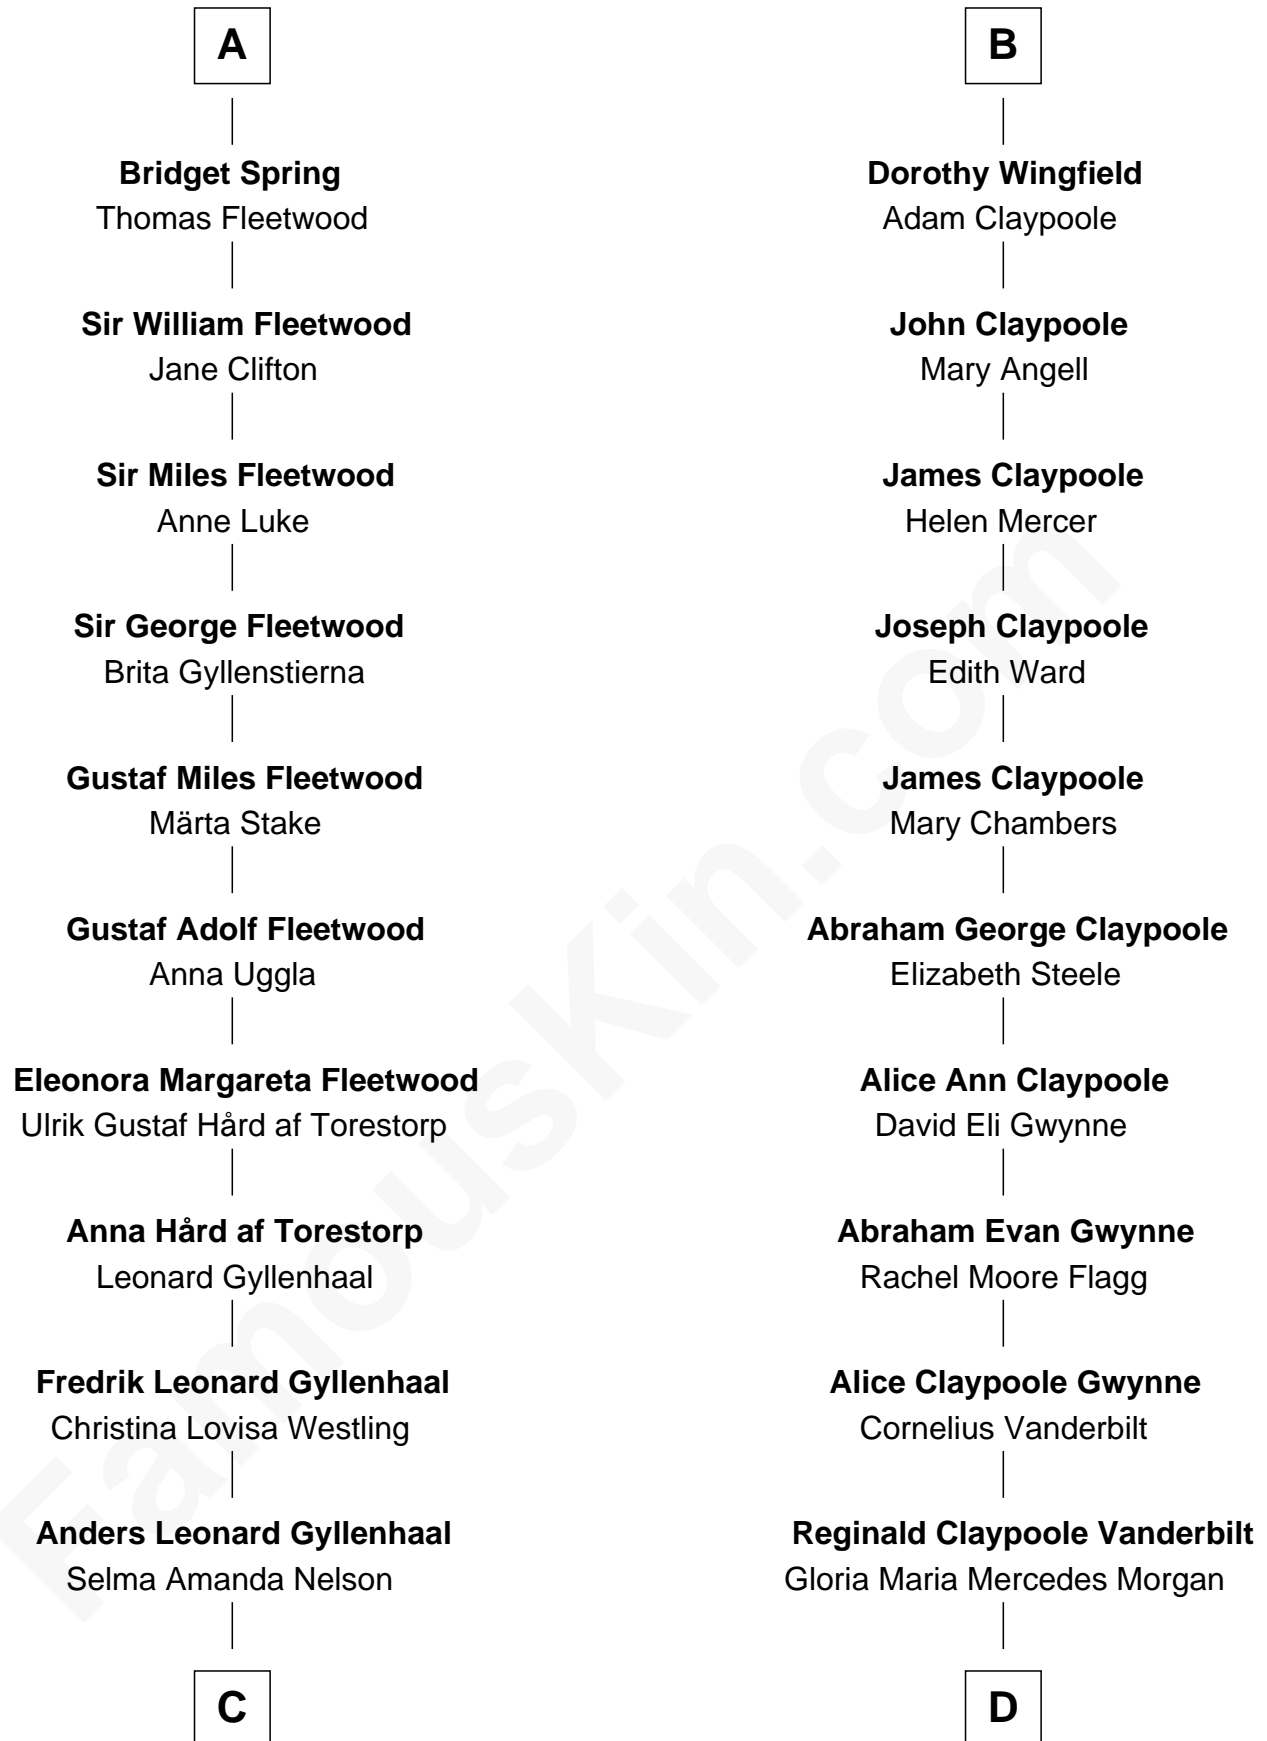 A
Bridget Spring
Thomas Fleetwood
Sir William Fleetwood
Jane Clifton
Sir Miles Fleetwood
Anne Luke
Sir George Fleetwood
Brita Gyllenstierna
Gustaf Miles Fleetwood
Märta Stake
Gustaf Adolf Fleetwood
Anna Uggla
Eleonora Margareta Fleetwood
Ulrik Gustaf Hård af Torestorp
Anna Hård af Torestorp
Leonard Gyllenhaal
Fredrik Leonard Gyllenhaal
Christina Lovisa Westling
Anders Leonard Gyllenhaal
Selma Amanda Nelson
C
B
Dorothy Wingfield
Adam Claypoole
John Claypoole
Mary Angell
James Claypoole
Helen Mercer
Joseph Claypoole
Edith Ward
James Claypoole
Mary Chambers
Abraham George Claypoole
Elizabeth Steele
Alice Ann Claypoole
David Eli Gwynne
Abraham Evan Gwynne
Rachel Moore Flagg
Alice Claypoole Gwynne
Cornelius Vanderbilt
Reginald Claypoole Vanderbilt
Gloria Maria Mercedes Morgan
D
FamousKin.com